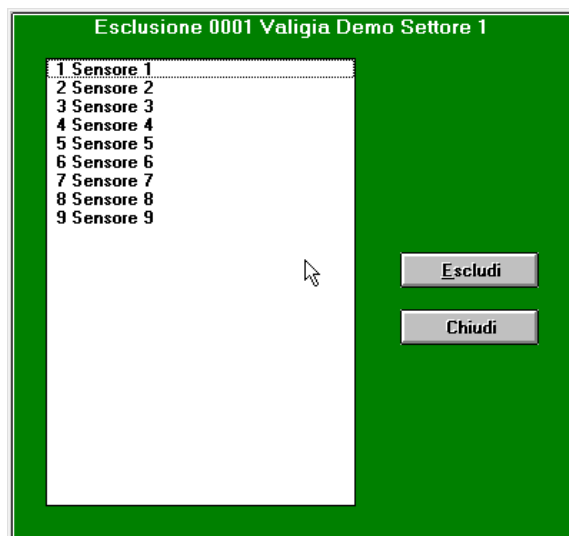 Esclusione 0001 Valigia Demo Settore 1
1 Sensore 1
2 Sensore 2
3 Sensore 3
4 Sensore 4
5 Sensore 5
6 Sensore 6
7 Sensore 7
8 Sensore 8
9 Sensore 9
Escludi
Chiudi